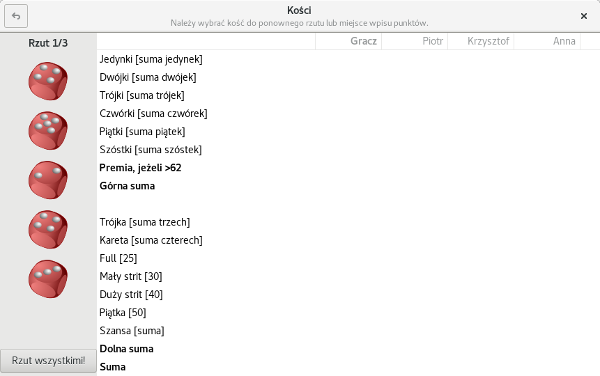 Kości
Należy wybrać kość do ponownego rzutu lub miejsce wpisu punktów.
Rzut 1/3
Gracz Piotr Krzysztof Anna
Jedynki [suma jedynek]
Dwójki [suma dwójek]
Trójki [suma trójek]
Czwórki [suma czwórek]
Piątki [suma piątek]
Szóstki [suma szóstek]
Premia, jeżeli >62
Górna suma
Trójka [suma trzech]
Kareta [suma czterech]
Full [25]
Mały strit [30]
Duży strit [40]
Piątka [50]
Szansa [suma]
Dolna suma
Suma
Rzut wszystkimi!